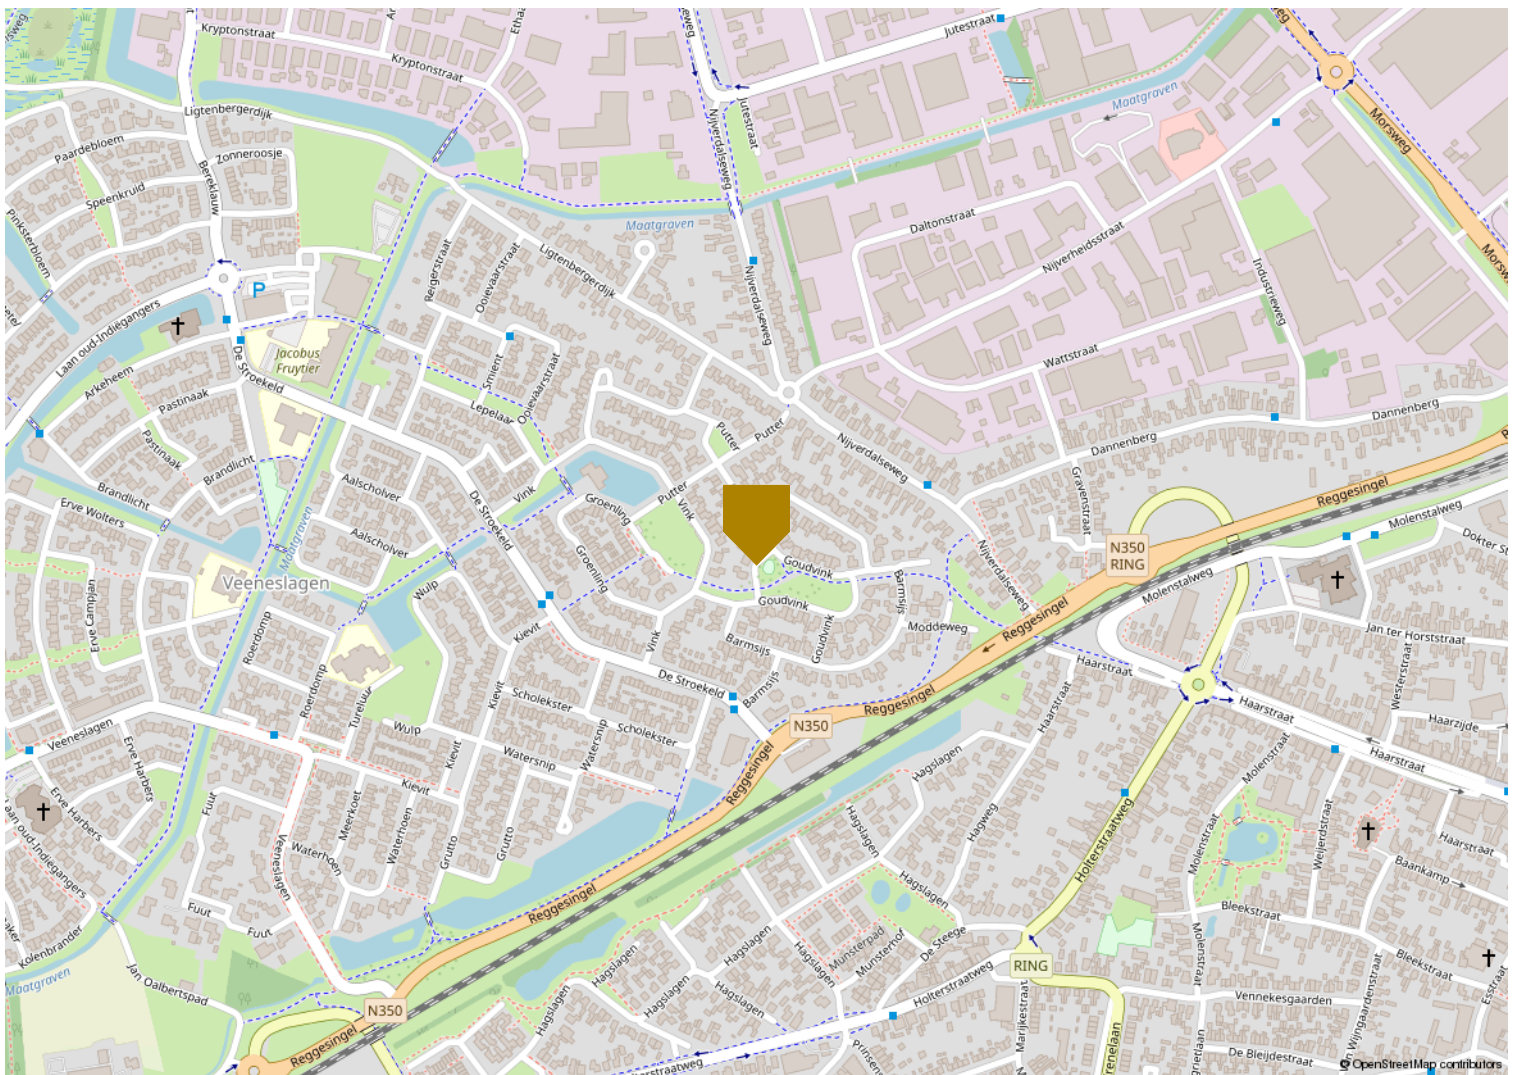 Kryptonstraat
Kryptonstraat
Jutestraat
Jutestraat
Maatgraven
Morsweg
Ligtenbergerdijk
Nijverdalseweg
Paardebloem
Zonneroosje
Bereklauw
Speenkruid
Pinksterbloem
Maatgraven
Daltonstraat
Nijverheidsstraat
Reigerstraat
Ooievaarstraat
Ligtenbergerdijk
Industrieweg
P
Nijverdalseweg
Laan oud-Indiëgangers
Jacobus
Fruytier
Wattstraat
De Stroekeld
Arkeheem
Smient
Ooievaarstraat
Pastinaak
Lepelaar
Dannenberg
Putter
Putter
Nijverdalseweg
Dannenberg
Pastinaak
Brandlicht
Aalscholver
Gravenstraat
Brandlicht
Vink
Putter
Vink
Groenling
Reggesingel
Molenstalweg
Erve Wolters
De Stroekeld
Maatgraven
Aalscholver
N350
RING
Groenling
Goudvink
Nijverdalseweg
Veeneslagen
Wulp
Barmsijs
Molenstalweg
Erve Campjan
Goudvink
Reggesingel
Roerdomp
Kievit
Vink
Barmsijs
Goudvink
Moddeweg
Jan ter Horststraat
Haarstraat
Westerstraat
Roerdomp
Tureluur
De Stroekeld
Barmsijs
Reggesingel
Haarstraat
Haarstraat
Haarzijde
Kievit
Scholekster
Scholekster
Watersnip
N350
Veeneslagen
Wulp
Watersnip
Kievit
Hagslagen
Molenstraat
Haarstraat
Erve Harbers
Erve Harbers
Kievit
Reggesingel
Fuur
Meerkoet
Waterhoen
Waterhoen
Grutto
Grutto
Veeneslagen
Hagslagen
Hagweg
Holterstraatweg
Molenstraat
Weijerdstraat
Haarstraat
Baankamp
Laan oud-Indiëgangers
Hagslagen
Reggesingel
Fuut
Fuut
Bleekstraat
Kolenbrander
Hagslagen
Hagslagen
Munsterpad
Munsterhof
De Steege
Molenstraat
Bleekstraat
Maatgraven
Jan Oalbertspad
Hagslagen
RING
Holterstraatweg
Hagslagen
Hagslagen
Hagslagen
Vennekesgaarden
N350
Reggesingel
Marijkestraat
De Bleijdestraat
© OpenStreetMap contributors